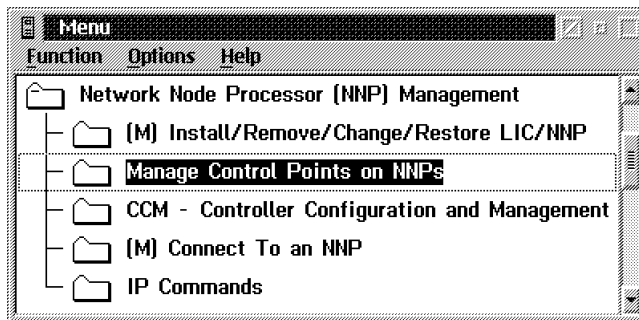 Menu
Function Options Help
Network Node Processor (NNP) Management
(M) Install/Remove/Change/Restore LIC/NNP
Manage Control Points on NNPs
CCM - Controller Configuration and Management
(M) Connect To an NNP
IP Commands